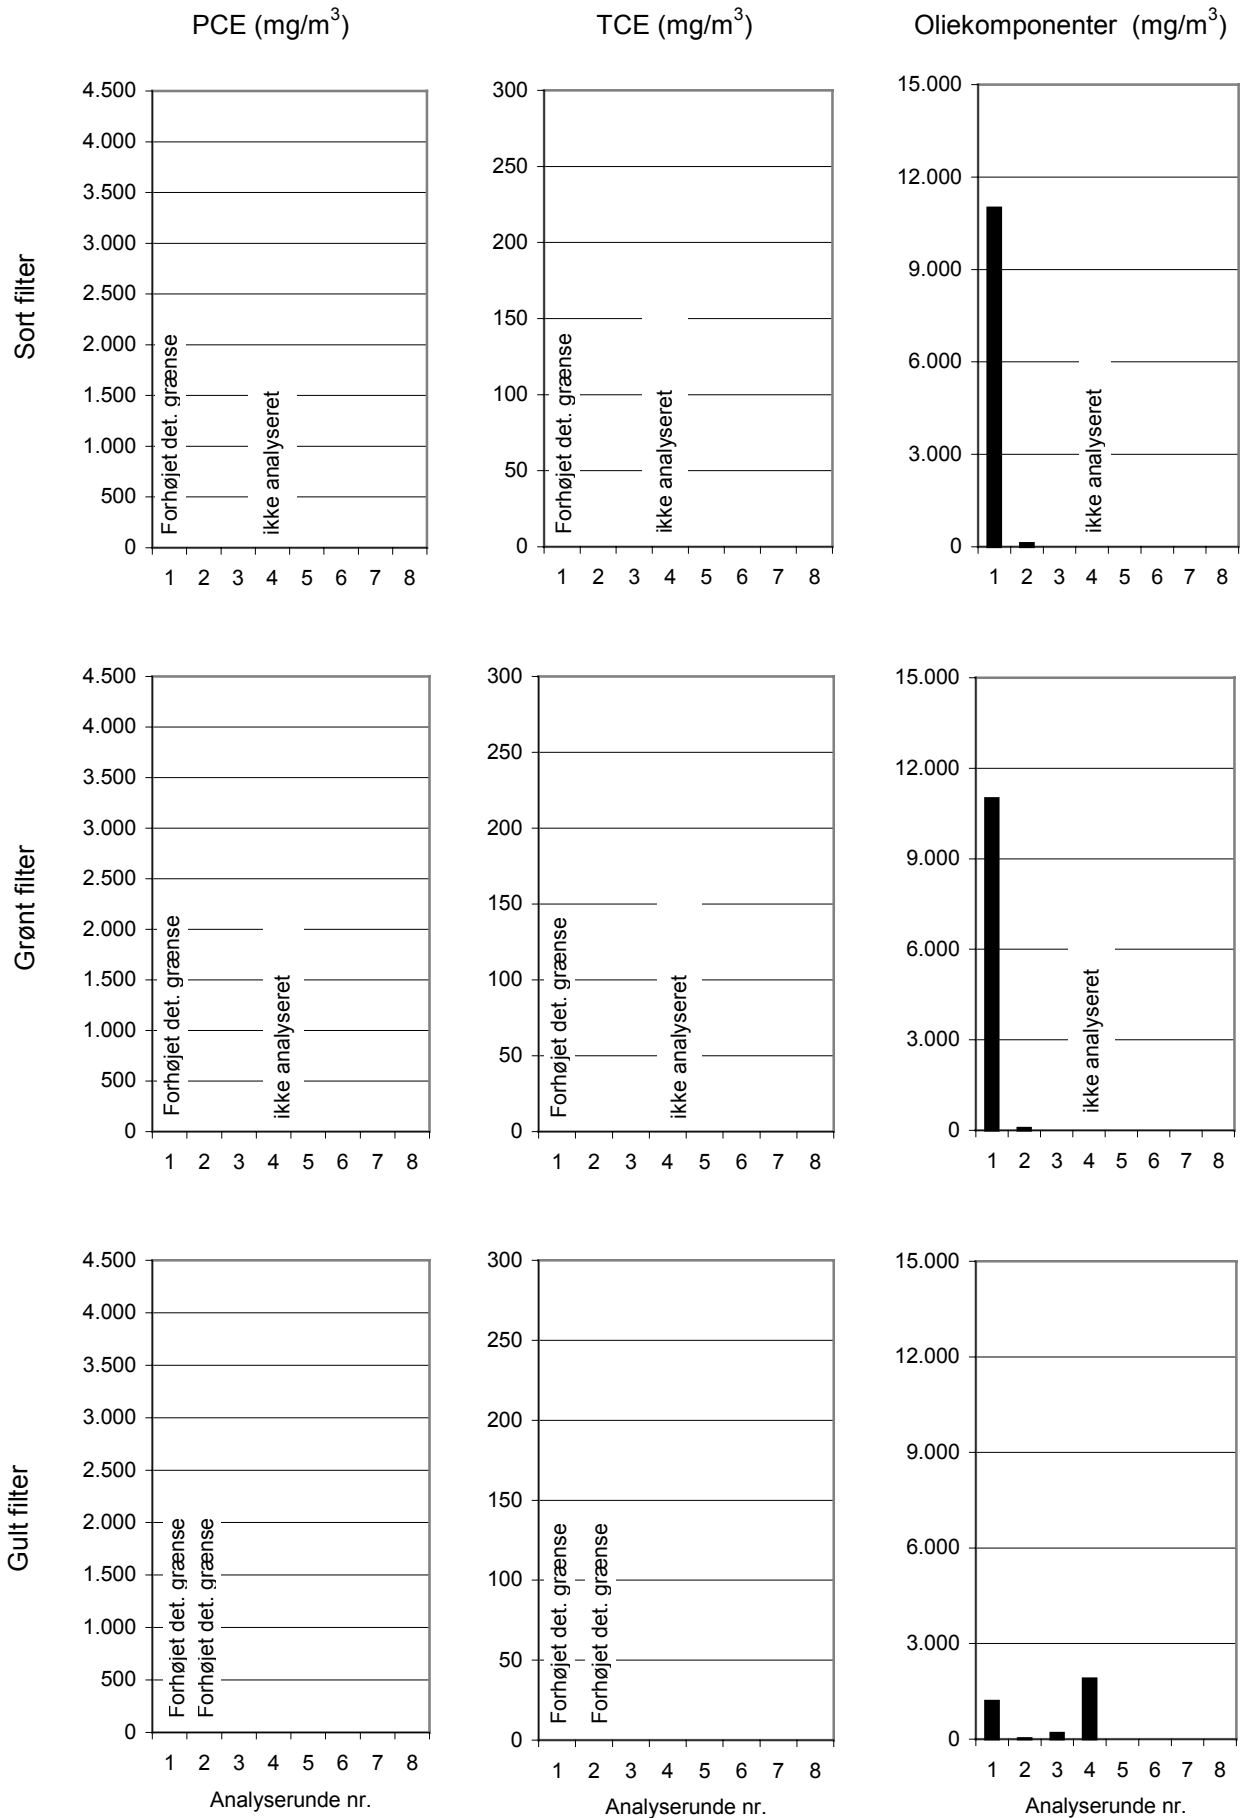 PCE (mg/m³)
TCE (mg/m³)
Oliekomponenter (mg/m³)
Sort filter
4.500
4.000
3.500
3.000
2.500
2.000
1.500
1.000
500
0
Forhøjet det. grænse
ikke analyseret
1 2 3 4 5 6 7 8
300
250
200
150
100
50
0
Forhøjet det. grænse
ikke analyseret
1 2 3 4 5 6 7 8
15.000
12.000
9.000
6.000
3.000
0
ikke analyseret
1 2 3 4 5 6 7 8
Grønt filter
4.500
4.000
3.500
3.000
2.500
2.000
1.500
1.000
500
0
Forhøjet det. grænse
ikke analyseret
1 2 3 4 5 6 7 8
300
250
200
150
100
50
0
Forhøjet det. grænse
ikke analyseret
1 2 3 4 5 6 7 8
15.000
12.000
9.000
6.000
3.000
0
ikke analyseret
1 2 3 4 5 6 7 8
Gult filter
4.500
4.000
3.500
3.000
2.500
2.000
1.500
1.000
500
0
Forhøjet det. grænse
Forhøjet det. grænse
1 2 3 4 5 6 7 8
Analyserunde nr.
300
250
200
150
100
50
0
Forhøjet det. grænse
Forhøjet det. grænse
1 2 3 4 5 6 7 8
Analyserunde nr.
15.000
12.000
9.000
6.000
3.000
0
1 2 3 4 5 6 7 8
Analyserunde nr.